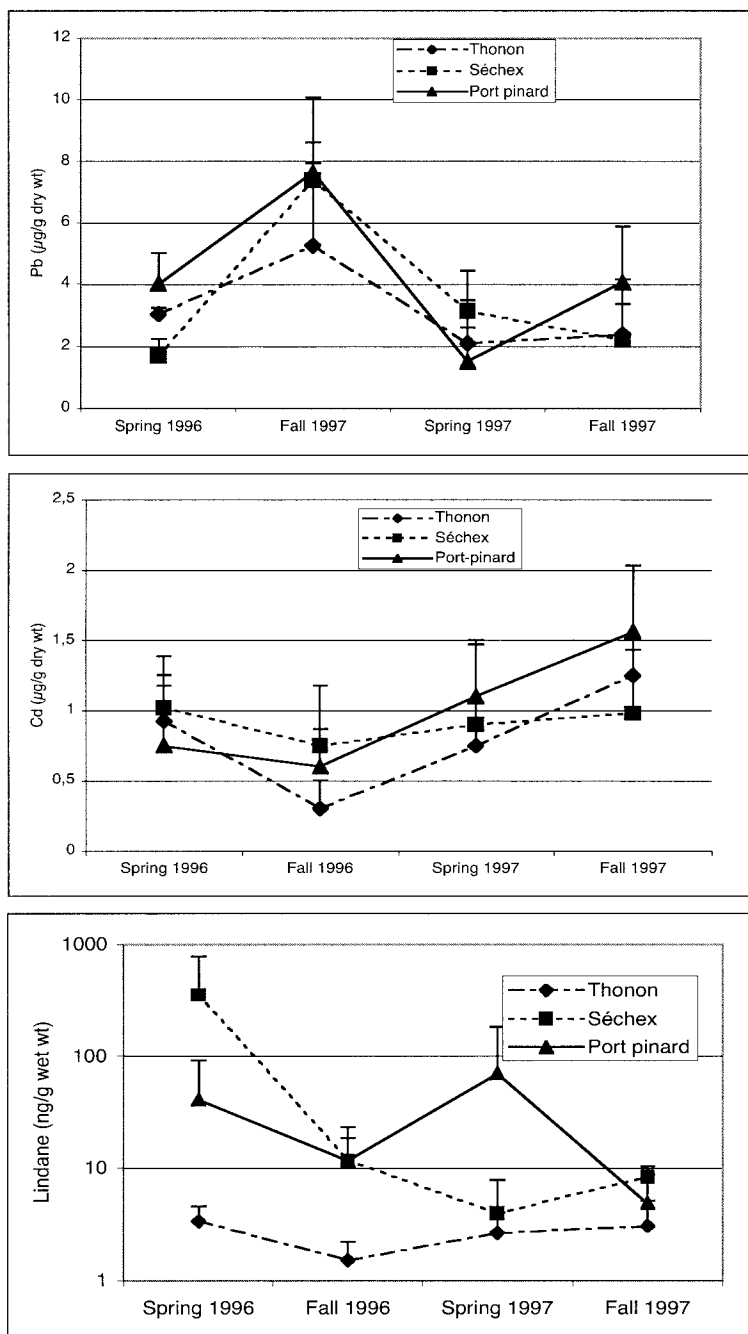 12
10
8
6
4
2
0
Pb (µg/g dry wt)
Thonon
Séchex
Port pinard
Spring 1996
Fall 1997
Spring 1997
Fall 1997
2,5
2
1,5
1
0,5
0
Cd (µg/g dry wt)
Thonon
Séchex
Port-pinard
Spring 1996
Fall 1996
Spring 1997
Fall 1997
1000
100
10
1
Lindane (ng/g wet wt)
Thonon
Séchex
Port pinard
Spring 1996
Fall 1996
Spring 1997
Fall 1997